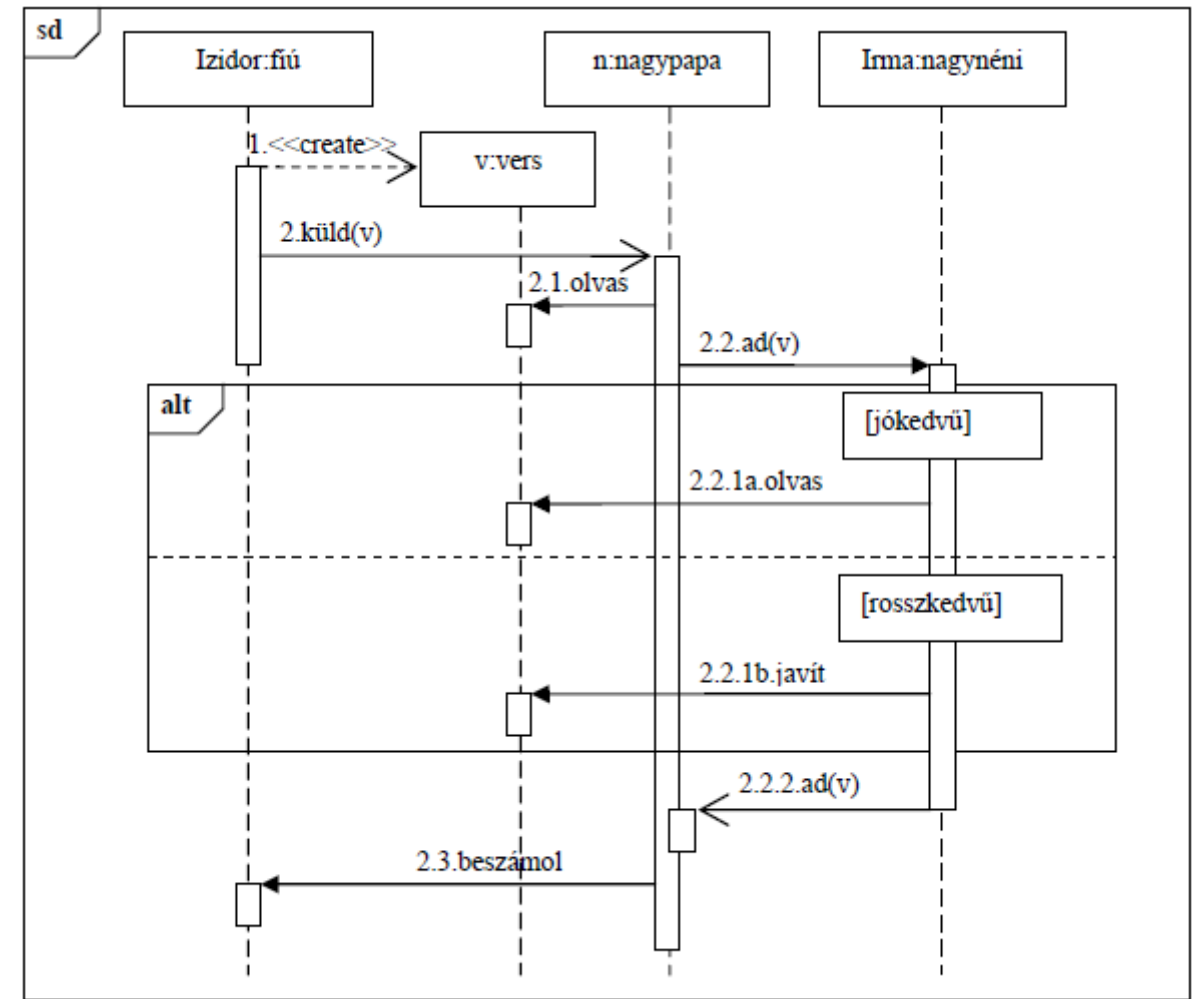 sd
Izidor:fiú
n:nagypapa
Irma:nagynéni
1.<<create>>
v:vers
2.küld(v)
2.1.olvas
2.2.ad(v)
alt
[jókedvű]
2.2.1a.olvas
[rosszkedvű]
2.2.1b.javít
2.2.2.ad(v)
2.3.beszámol